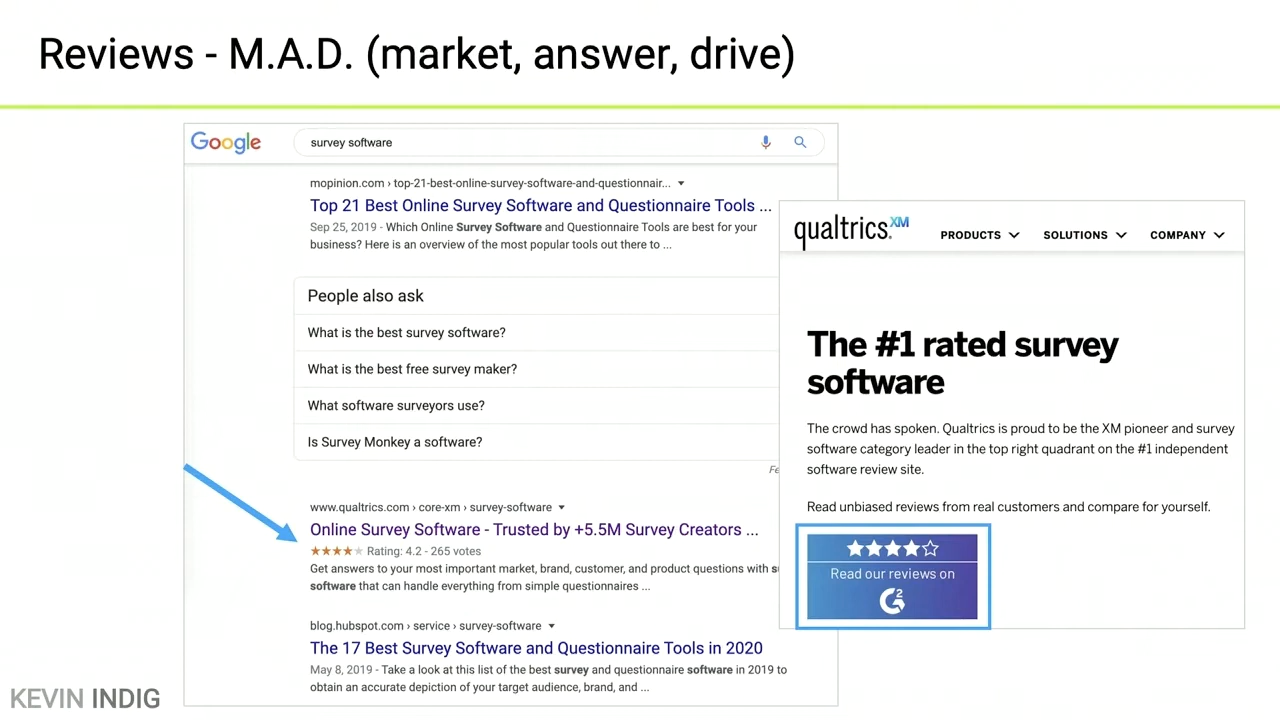 Reviews - M.A.D. (market, answer, drive)
Google
survey software
mopinion.com › top-21-best-online-survey-software-and-questionnair...
Top 21 Best Online Survey Software and Questionnaire Tools ...
Sep 25, 2019 - Which Online Survey Software and Questionnaire Tools are best for your
business? Here is an overview of the most popular tools out there to ...
People also ask
What is the best survey software?
What is the best free survey maker?
What software surveyors use?
Is Survey Monkey a software?
Fe
www.qualtrics.com › core-xm › survey-software
Online Survey Software - Trusted by +5.5M Survey Creators ...
Rating: 4.2 - 265 votes
Get answers to your most important market, brand, customer, and product questions with su
software that can handle everything from simple questionnaires ...
blog.hubspot.com › service › survey-software
The 17 Best Survey Software and Questionnaire Tools in 2020
May 8, 2019 - Take a look at this list of the best survey and questionnaire software in 2019 to
obtain an accurate depiction of your target audience, brand, and ...
qualtrics.XM
PRODUCTS SOLUTIONS COMPANY
The #1 rated survey
software
The crowd has spoken. Qualtrics is proud to be the XM pioneer and survey
software category leader in the top right quadrant on the #1 independent
software review site.
Read unbiased reviews from real customers and compare for yourself.
Read our reviews on
G2
KEVIN INDIG